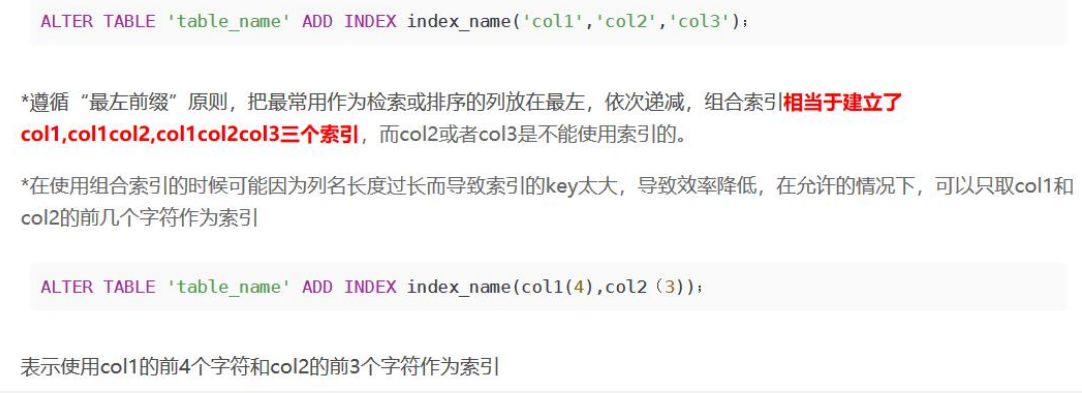 ALTER TABLE 'table_name' ADD INDEX index_name('col1','col2','col3')；
*遵循“最左前缀”原则，把最常用作为检索或排序的列放在最左，依次递减，组合索引相当于建立了
col1,col1col2,col1col2col3三个索引，而col2或者col3是不能使用索引的。
*在使用组合索引的时候可能因为列名长度过长而导致索引的key太大，导致效率降低，在允许的情况下，可以只取col1和
col2的前几个字符作为索引
ALTER TABLE 'table_name' ADD INDEX index_name(col1(4),col2（3))；
表示使用col1的前4个字符和col2的前3个字符作为索引